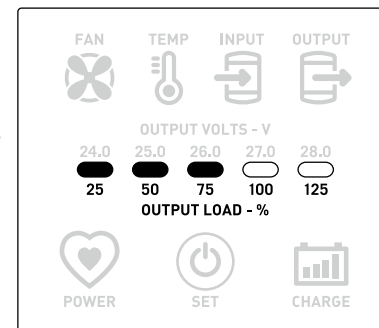 FAN TEMP INPUT OUTPUT
OUTPUT VOLTS - V
24.0 25.0 26.0 27.0 28.0
25 50 75 100 125
OUTPUT LOAD - %
POWER SET CHARGE